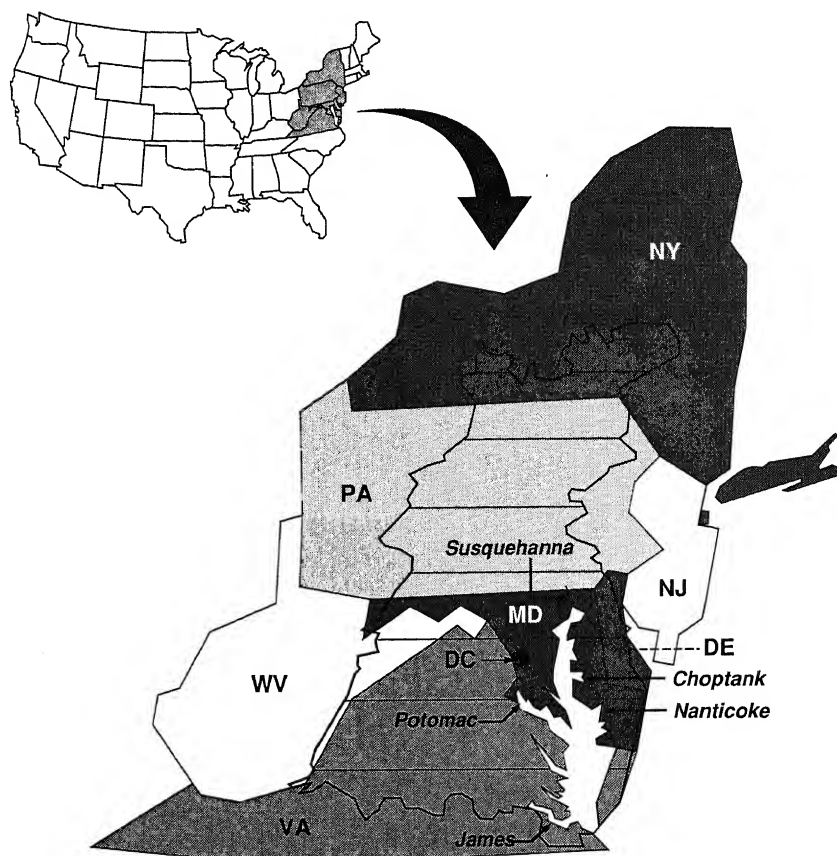 NY
PA
Susquehanna
NJ
MD
DE
DC
WV
Choptank
Potomac
Nanticoke
VA
James